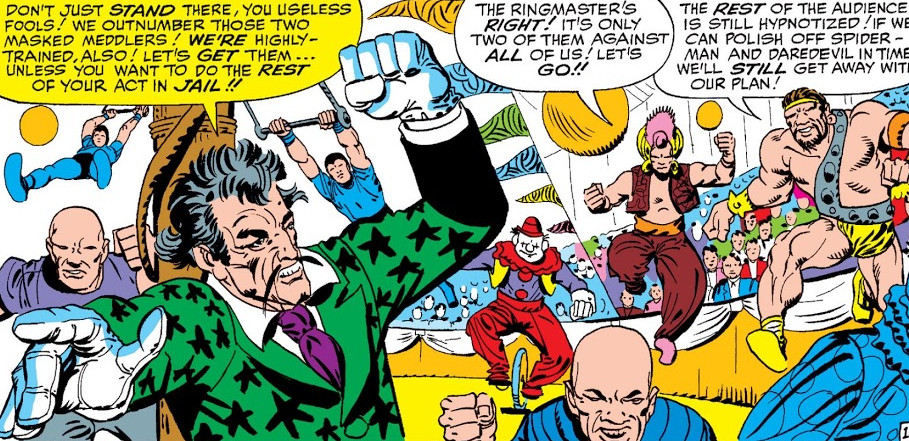 DON'T JUST STAND THERE, YOU USELESS
FOOLS! WE OUTNUMBER THOSE TWO
MASKED MEDDLERS! WE'RE HIGHLY-
TRAINED, ALSO! LET'S GET THEM...
UNLESS YOU WANT TO DO THE REST
OF YOUR ACT IN JAIL!!
THE RINGMASTER'S
RIGHT! IT'S ONLY
TWO OF THEM AGAINST
ALL OF US! LET'S
GO!!
THE REST OF THE AUDIENCE
IS STILL HYPNOTIZED! IF WE
CAN POLISH OFF SPIDER-
MAN AND DAREDEVIL IN TIME
WE'LL STILL GET AWAY WITH
OUR PLAN!